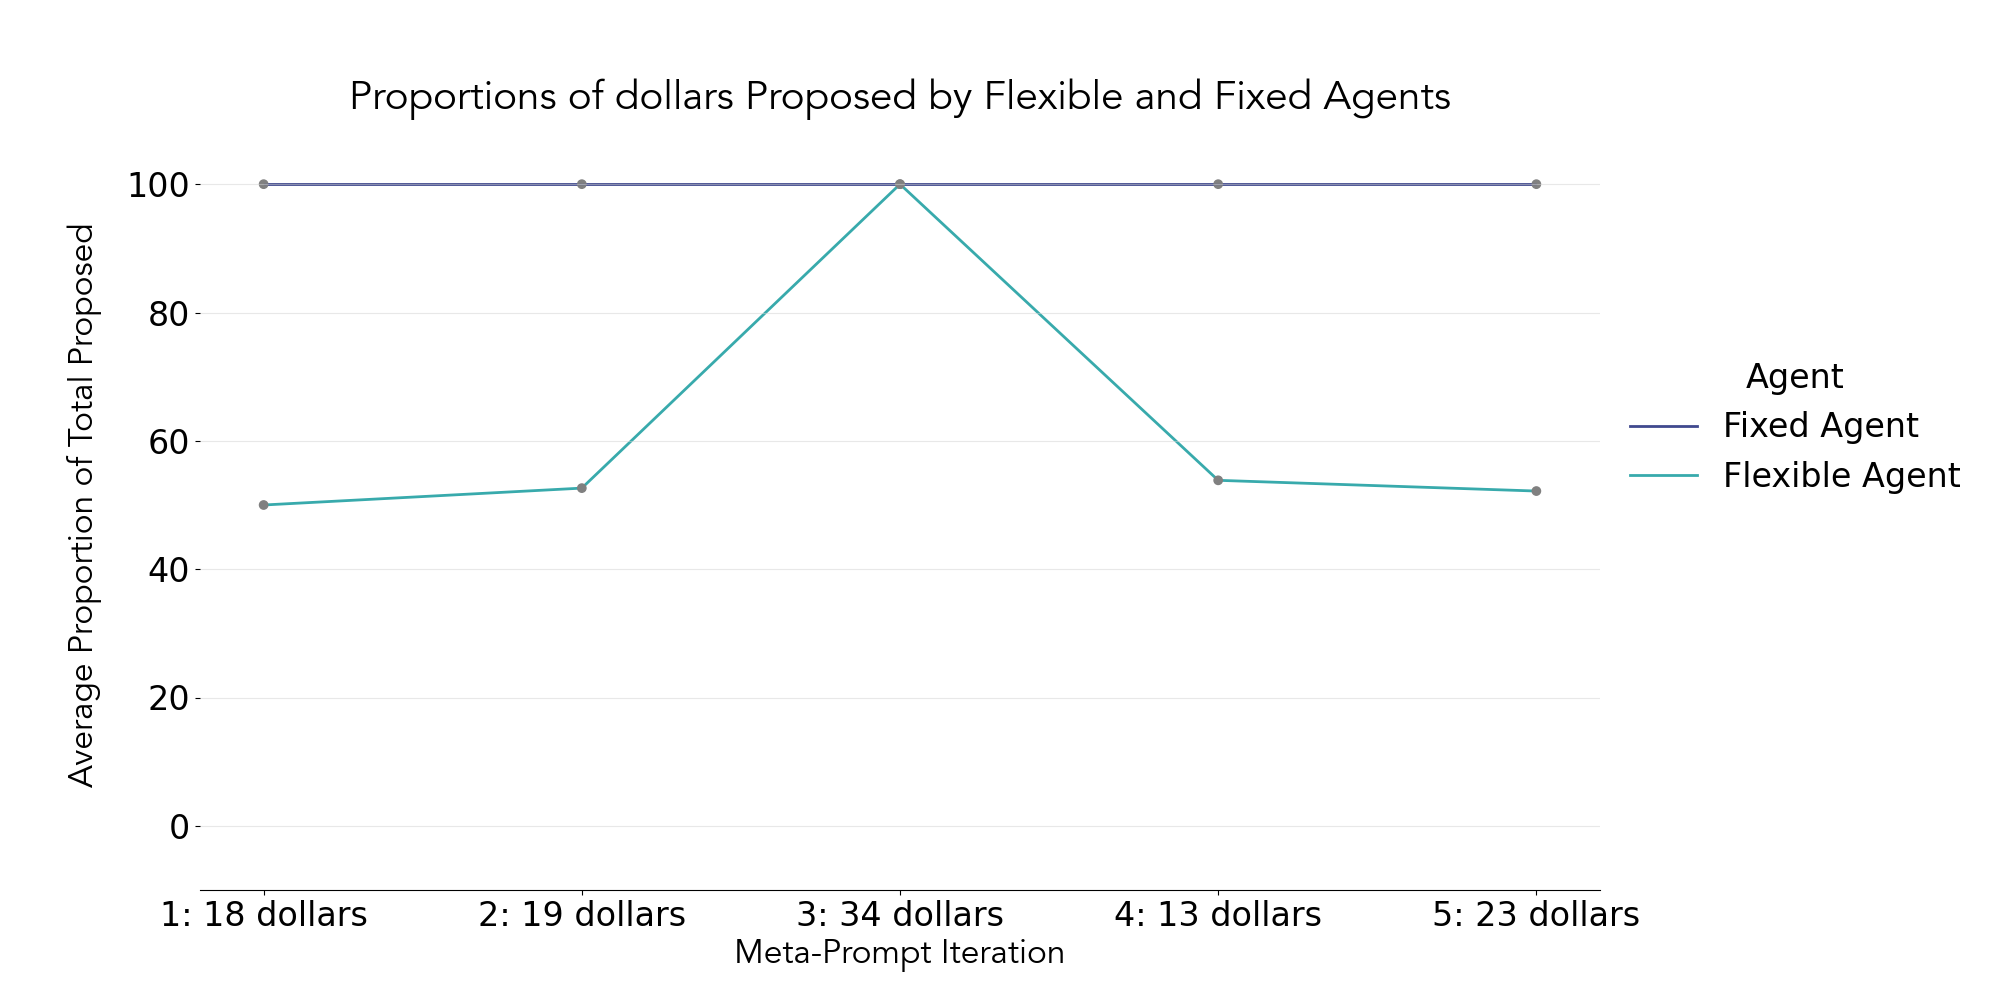 Proportions of dollars Proposed by Flexible and Fixed Agents
Average Proportion of Total Proposed
100
80
60
40
20
0
1: 18 dollars
2: 19 dollars
3: 34 dollars
4: 13 dollars
5: 23 dollars
Meta-Prompt Iteration
Agent
Fixed Agent
Flexible Agent